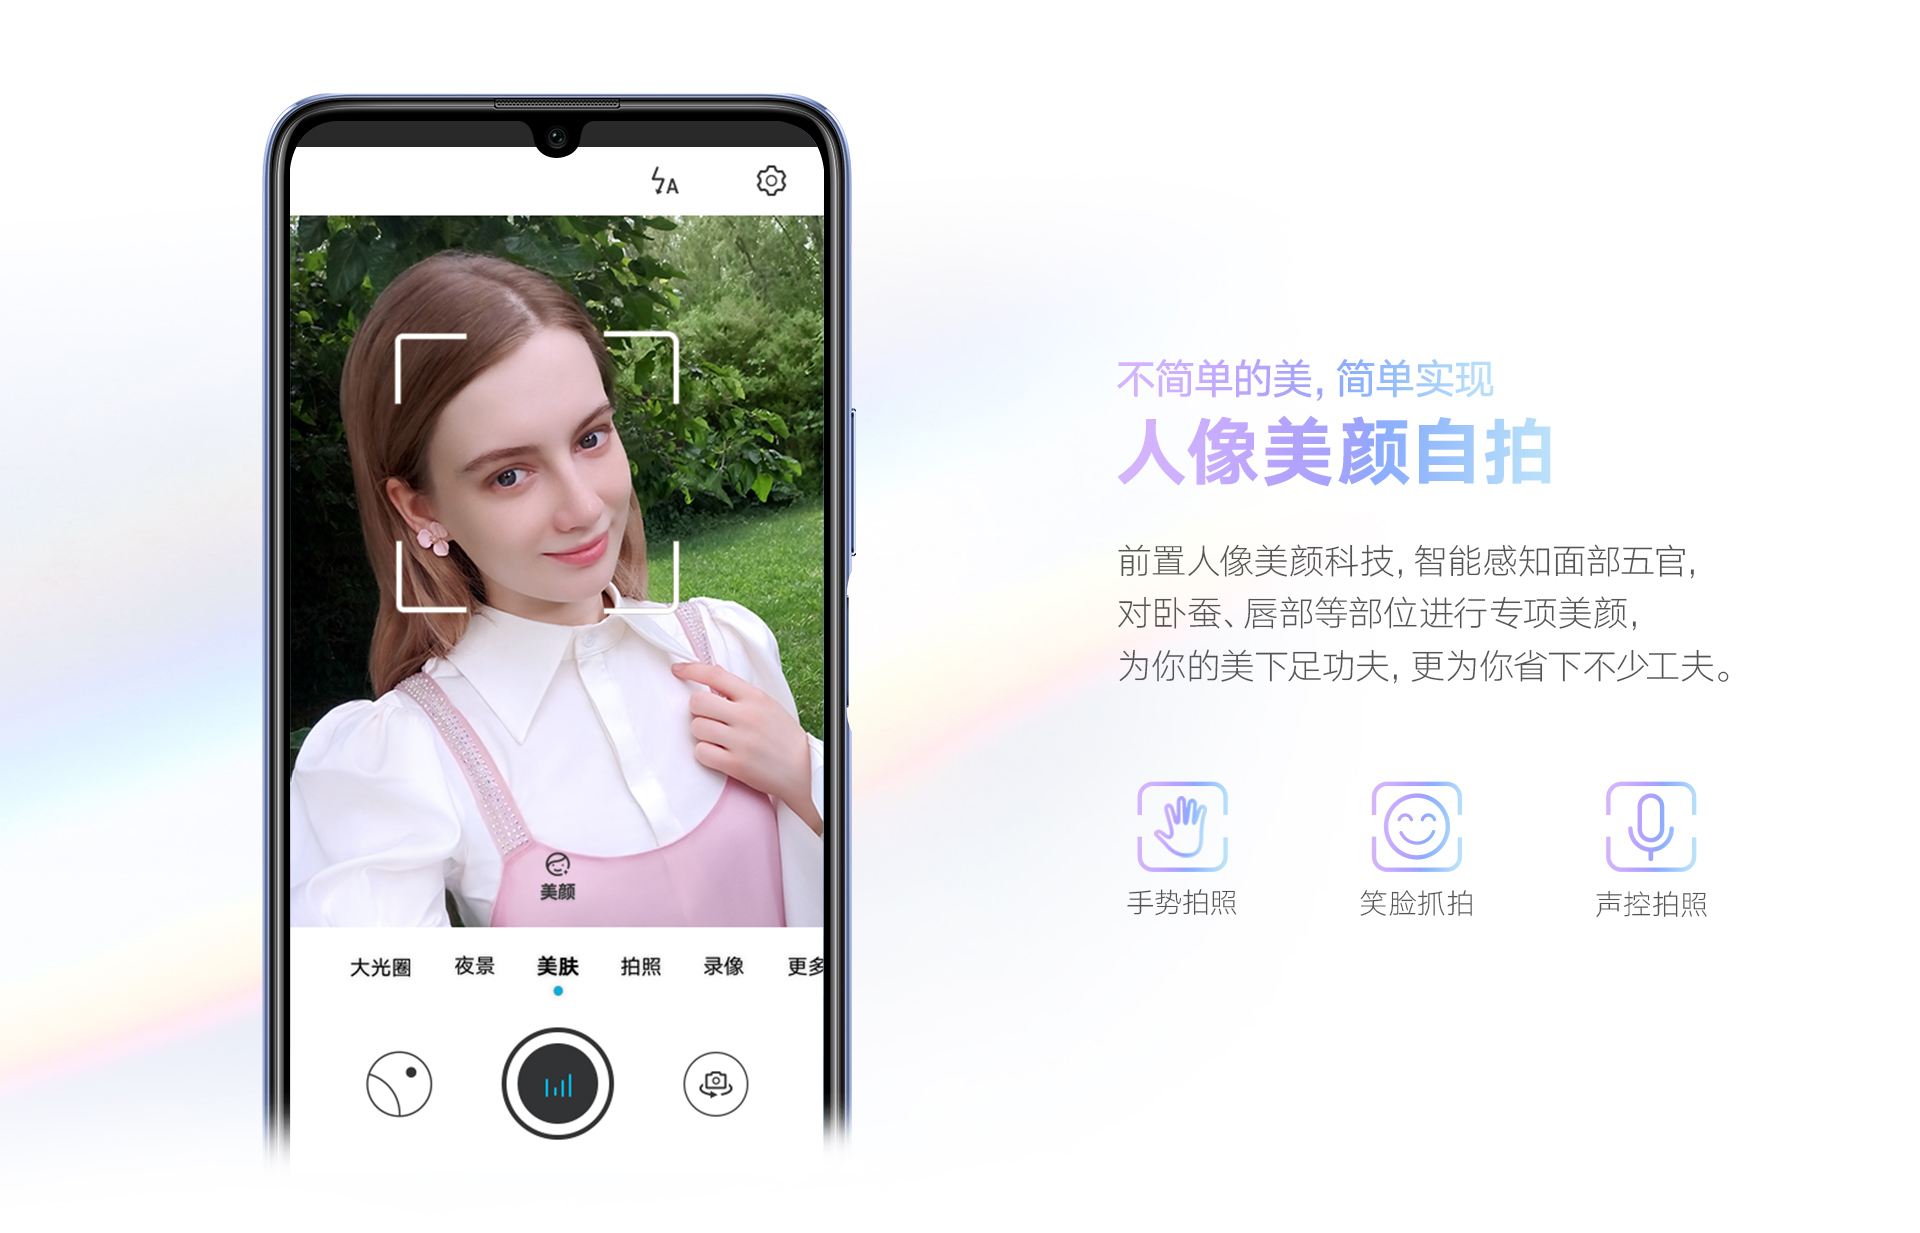 A
美颜
大光圈 夜景 美肤 拍照 录像 更多
不简单的美, 简单实现
人像美颜自拍
前置人像美颜科技, 智能感知面部五官,
对卧蚕、唇部等部位进行专项美颜,
为你的美下足功夫, 更为你省下不少工夫。
手势拍照 笑脸抓拍 声控拍照